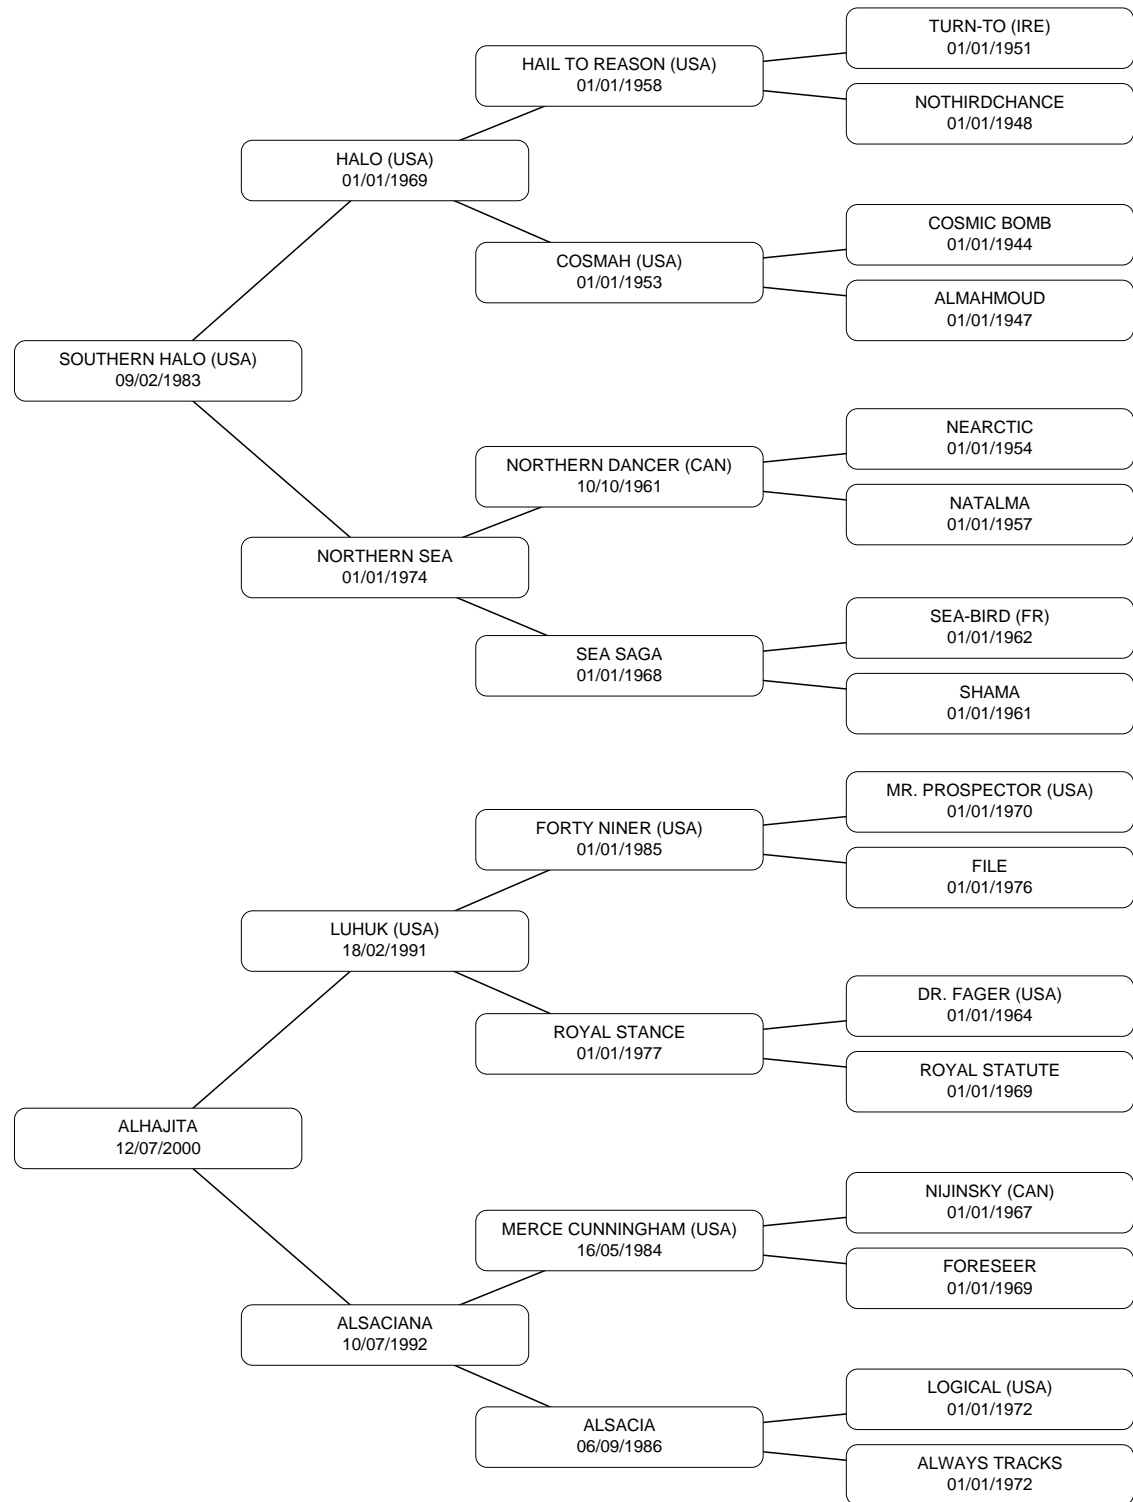 TURN-TO (IRE)
01/01/1951
HAIL TO REASON (USA)
01/01/1958
NOTHIRDCHANCE
01/01/1948
HALO (USA)
01/01/1969
COSMIC BOMB
01/01/1944
COSMAH (USA)
01/01/1953
ALMAHMOUD
01/01/1947
SOUTHERN HALO (USA)
09/02/1983
NEARCTIC
01/01/1954
NORTHERN DANCER (CAN)
10/10/1961
NATALMA
01/01/1957
NORTHERN SEA
01/01/1974
SEA-BIRD (FR)
01/01/1962
SEA SAGA
01/01/1968
SHAMA
01/01/1961
MR. PROSPECTOR (USA)
01/01/1970
FORTY NINER (USA)
01/01/1985
FILE
01/01/1976
LUHUK (USA)
18/02/1991
DR. FAGER (USA)
01/01/1964
ROYAL STANCE
01/01/1977
ROYAL STATUTE
01/01/1969
ALHAJITA
12/07/2000
NIJINSKY (CAN)
01/01/1967
MERCE CUNNINGHAM (USA)
16/05/1984
FORESEER
01/01/1969
ALSACIANA
10/07/1992
LOGICAL (USA)
01/01/1972
ALSACIA
06/09/1986
ALWAYS TRACKS
01/01/1972